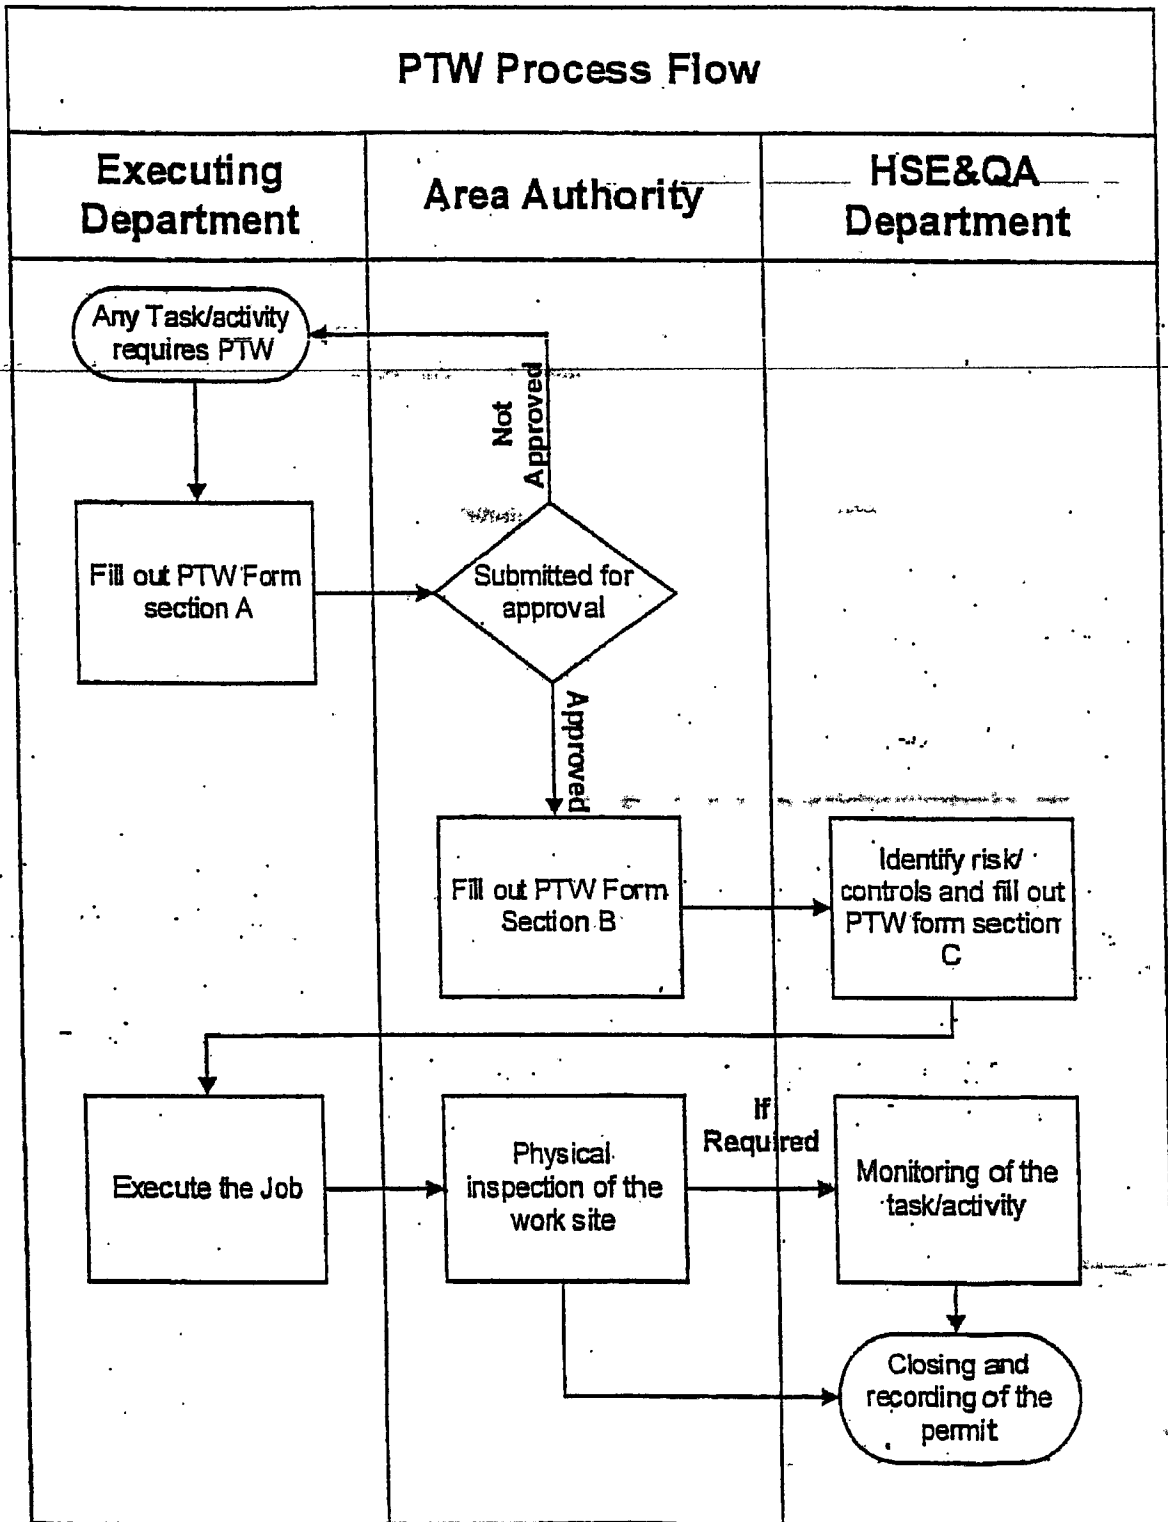 PTW Process Flow
Executing
Department
Area Authority
HSE&QA
Department
Any Task/activity
requires PTW
Not
Approved
Fill out PTW Form
section A
Submitted for
approval
Approved
Fill out PTW Form
Section B
Identify risk/
controls and fill out
PTW form section
C
Execute the Job
Physical
inspection of the
work site
If
Required
Monitoring of the
task/activity
Closing and
recording of the
permit